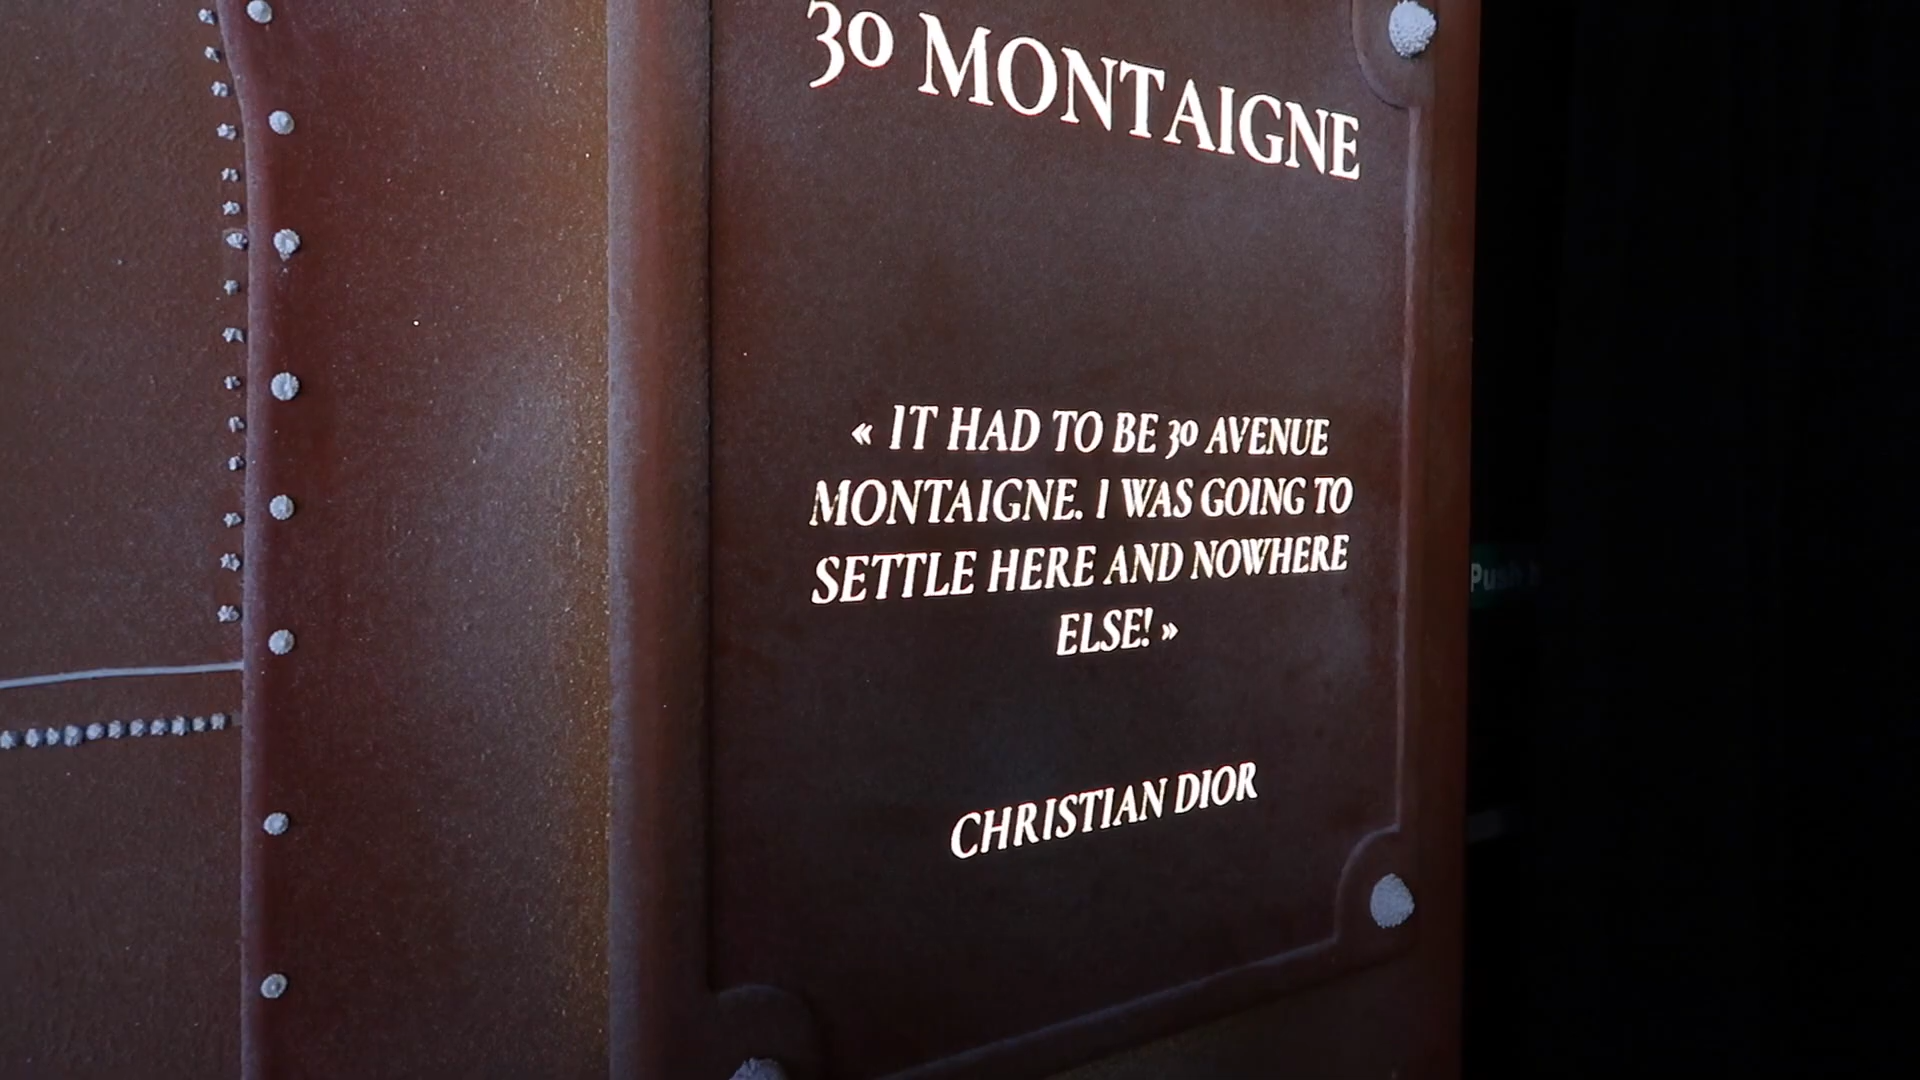 30 MONTAIGNE
« IT HAD TO BE 30 AVENUE
MONTAIGNE. I WAS GOING TO
SETTLE HERE AND NOWHERE
ELSE! »
CHRISTIAN DIOR
Push